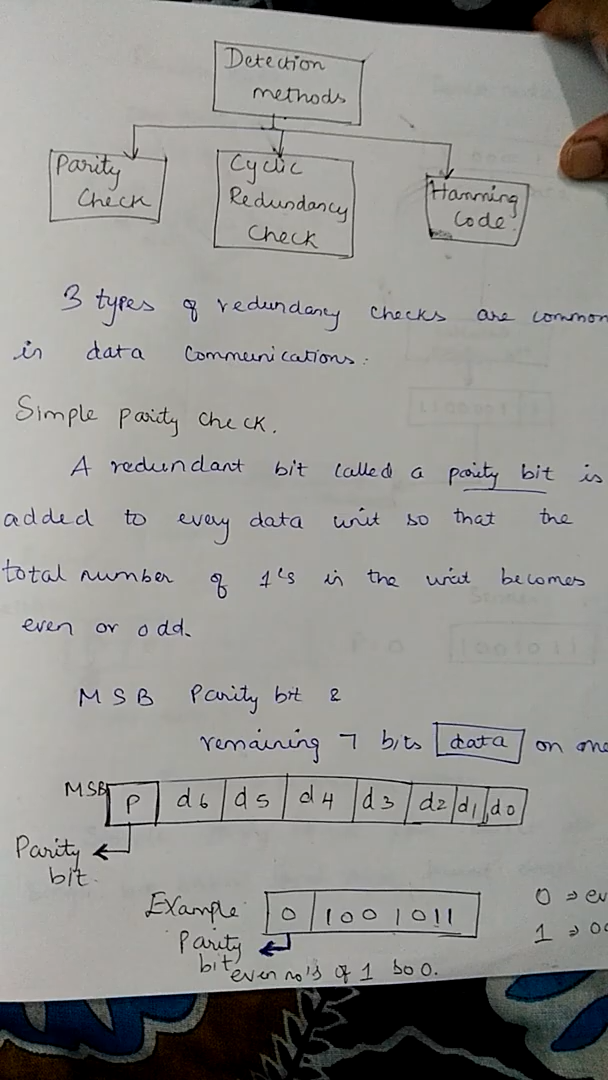 Detection
methods
Parity
Check
Cyclic
Redundancy
Check
Hamming
Code.
3 types of redundancy checks are common
in data communications.
Simple parity check.
A redundant bit called a parity bit is
added to every data unit so that the
total number of 1's in the unit becomes
even or odd.
MSB Parity bit &
remaining 7 bits data on one
MSB P d6 d5 d4 d3 d2 d1 d0
Parity
bit.
Example 0 1001011
0 => ev
Parity
1 => od
bit even no's of 1 so 0.